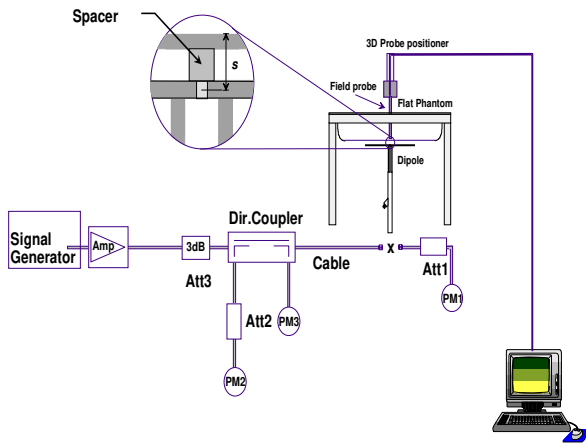 Spacer
s
3D Probe positioner
Field probe
Flat Phantom
Dipole
Dir.Coupler
Signal
Generator
Amp
3dB
Att3
Cable
x
Att1
PM1
Att2
PM3
PM2